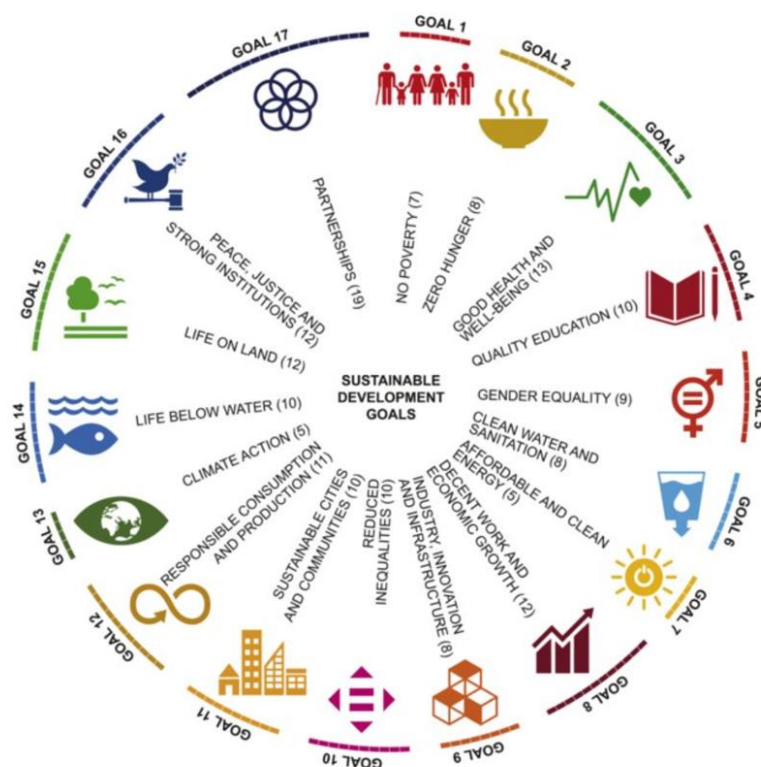 GOAL 1
GOAL 2
GOAL 3
GOAL 4
GOAL 5
GOAL 6
GOAL 7
GOAL 8
GOAL 9
GOAL 10
GOAL 11
GOAL 12
GOAL 13
GOAL 14
GOAL 15
GOAL 16
GOAL 17
NO POVERTY (7)
ZERO HUNGER (8)
GOOD HEALTH AND
WELL-BEING (13)
QUALITY EDUCATION (10)
GENDER EQUALITY (9)
CLEAN WATER AND
SANITATION (8)
AFFORDABLE AND CLEAN
ENERGY (5)
DECENT WORK AND
ECONOMIC GROWTH (12)
INDUSTRY, INNOVATION
AND INFRASTRUCTURE (8)
REDUCED
INEQUALITIES (10)
SUSTAINABLE CITIES
AND COMMUNITIES (10)
RESPONSIBLE CONSUMPTION
AND PRODUCTION (11)
CLIMATE ACTION (5)
LIFE BELOW WATER (10)
LIFE ON LAND (12)
PEACE, JUSTICE AND
STRONG INSTITUTIONS (12)
PARTNERSHIPS (19)
SUSTAINABLE
DEVELOPMENT
GOALS